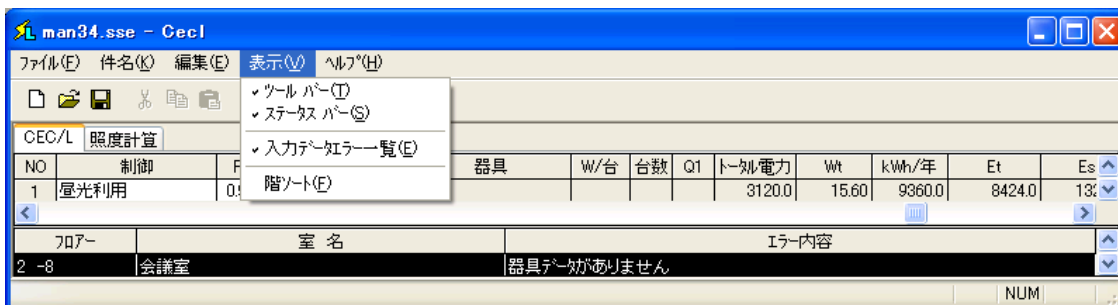 man34.sse - Cecl
ファイル(F) 件名(K) 編集(E) 表示(V) ヘルプ(H)
ツール バー(T)
ステータス バー(S)
入力データエラー一覧(E)
階ソート(F)
CEC/L 照度計算
NO 制御 F 器具 W/台 台数 Q1 トータル電力 Wt kWh/年 Et Es
1 昼光利用 0. 3120.0 15.60 9360.0 8424.0 13
フロアー 室 名 エラー内容
2 -8 会議室 器具データがありません
NUM